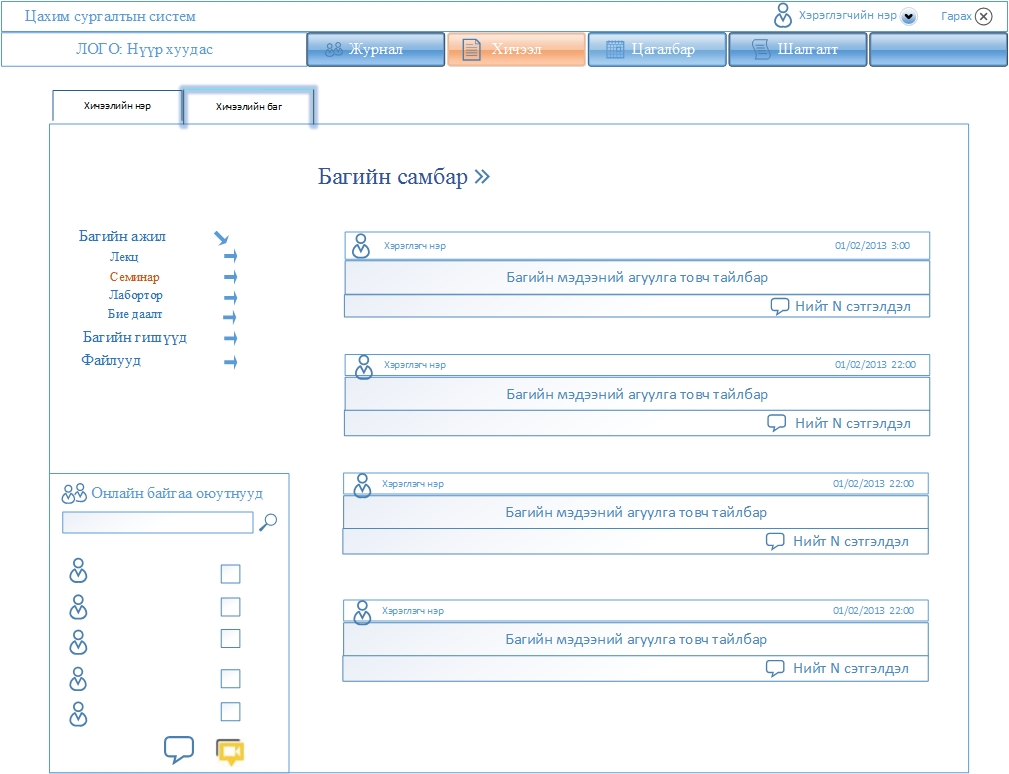 Цахим сургалтын систем
Хэрэглэгчийн нэр
Гарах
ЛОГО: Нүүр хуудас
Журнал
Хичээл
Цагалбар
Шалгалт
Хичээлийн нэр
Хичээлийн баг
Багийн самбар
Багийн ажил
Лекц
Семинар
Лабортор
Бие даалт
Багийн гишүүд
Файлууд
Хэрэглэгч нэр
01/02/2013 3:00
Багийн мэдээний агуулга товч тайлбар
Нийт N сэтгэлдэл
Хэрэглэгч нэр
01/02/2013 22:00
Багийн мэдээний агуулга товч тайлбар
Нийт N сэтгэлдэл
Хэрэглэгч нэр
01/02/2013 22:00
Багийн мэдээний агуулга товч тайлбар
Нийт N сэтгэлдэл
Хэрэглэгч нэр
01/02/2013 22:00
Багийн мэдээний агуулга товч тайлбар
Нийт N сэтгэлдэл
Онлайн байгаа оюутнууд